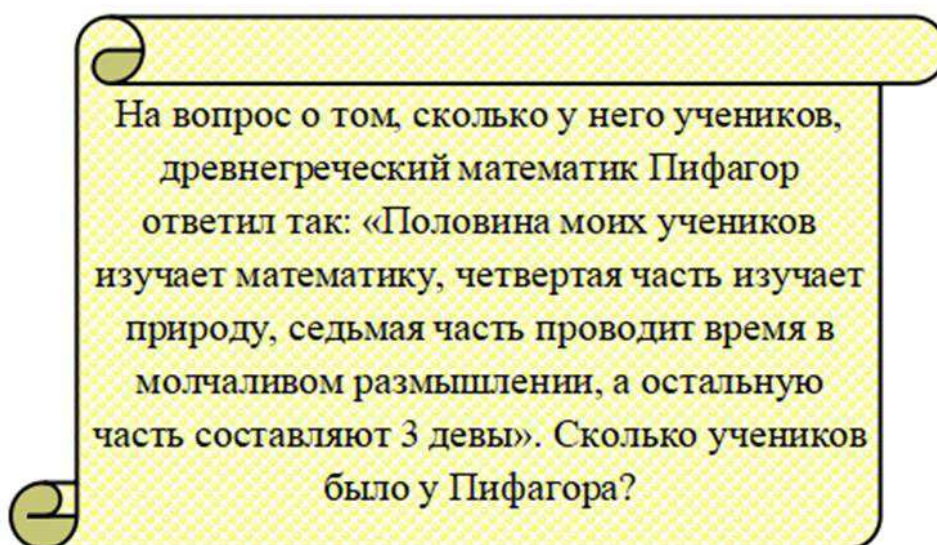 На вопрос о том, сколько у него учеников,
древнегреческий математик Пифагор
ответил так: «Половина моих учеников
изучает математику, четвертая часть изучает
природу, седьмая часть проводит время в
молчаливом размышлении, а остальную
часть составляют 3 девы». Сколько учеников
было у Пифагора?